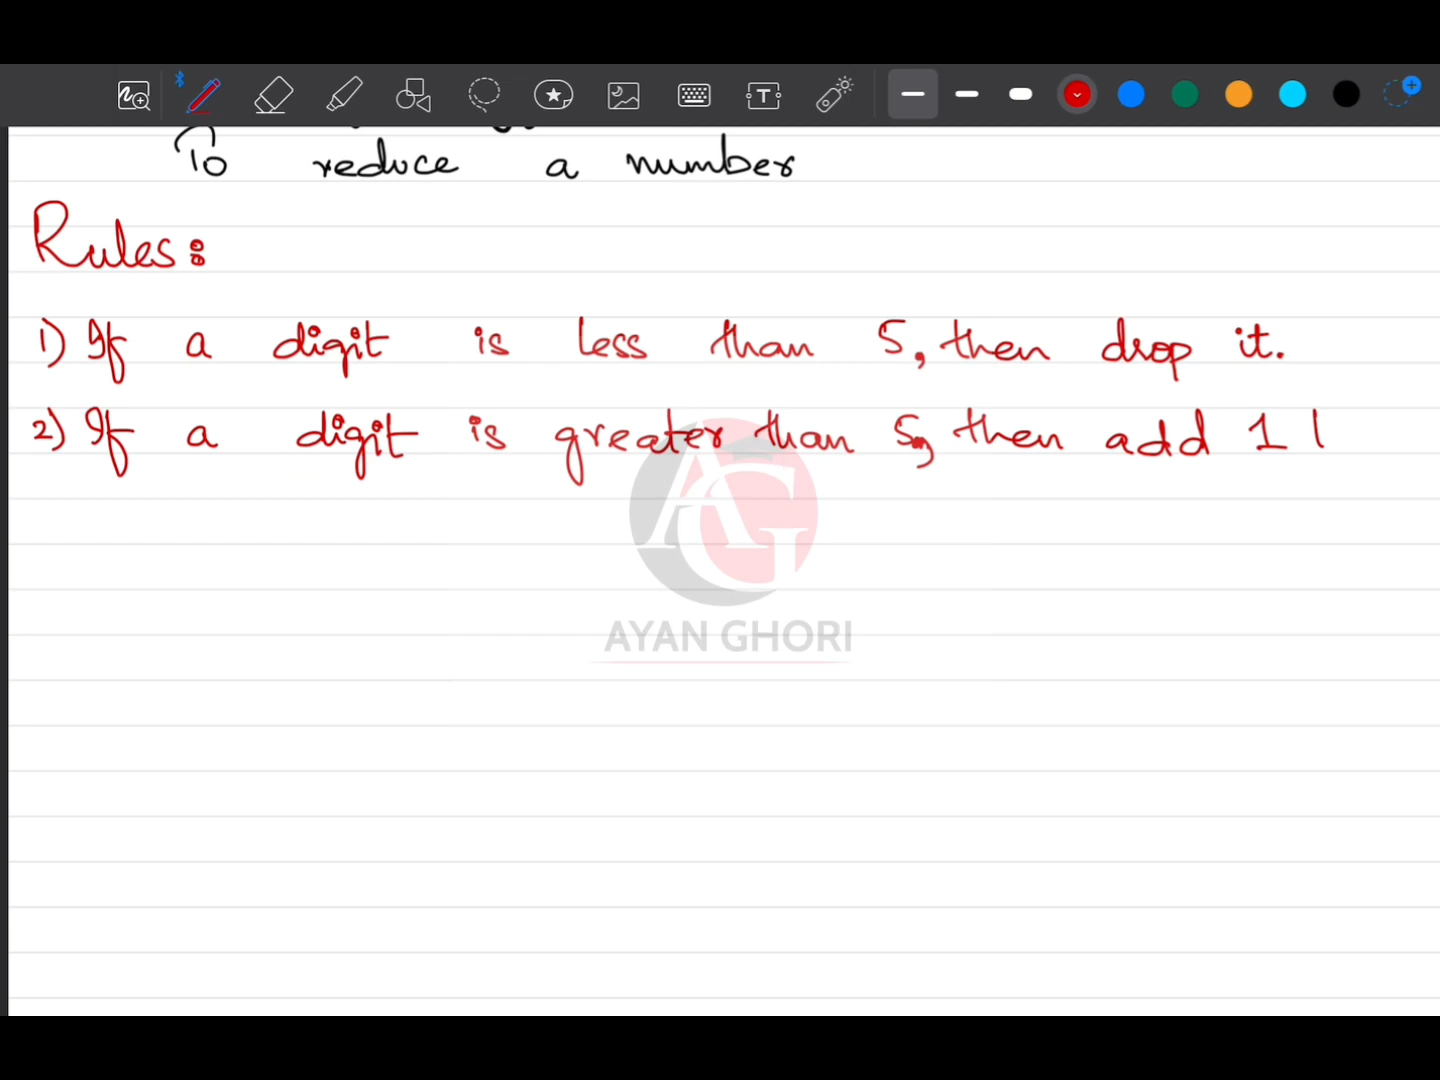 To reduce a number
Rules:
1) If a digit is less than 5, then drop it.
2) If a digit is greater than 5, then add 1
AG
AYAN GHORI